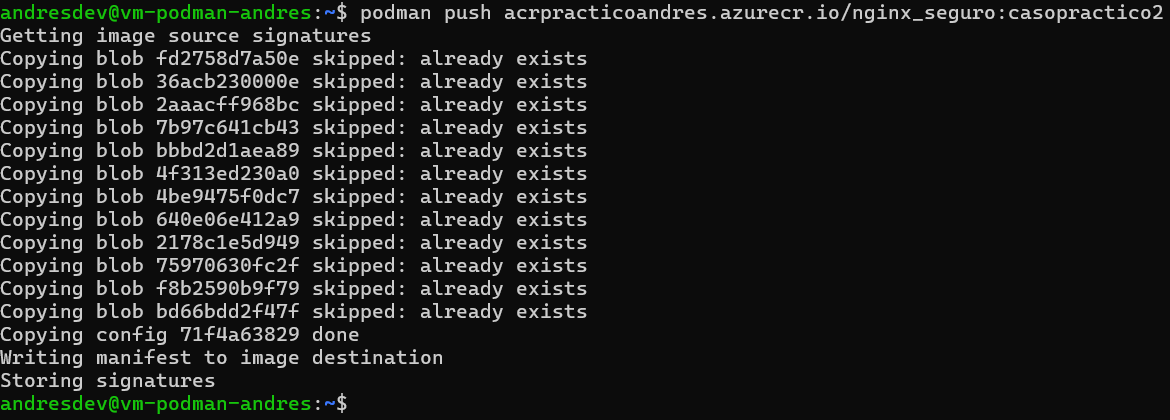 andresdev@vm-podman-andres:~$ podman push acrpracticoandres.azurecr.io/nginx_seguro:casopractico2
Getting image source signatures
Copying blob fd2758d7a50e skipped: already exists
Copying blob 36acb230000e skipped: already exists
Copying blob 2aaacff968bc skipped: already exists
Copying blob 7b97c641cb43 skipped: already exists
Copying blob bbbd2d1aea89 skipped: already exists
Copying blob 4f313ed230a0 skipped: already exists
Copying blob 4be9475f0dc7 skipped: already exists
Copying blob 640e06e412a9 skipped: already exists
Copying blob 2178c1e5d949 skipped: already exists
Copying blob 75970630fc2f skipped: already exists
Copying blob f8b2590b9f79 skipped: already exists
Copying blob bd66bdd2f47f skipped: already exists
Copying config 71f4a63829 done
Writing manifest to image destination
Storing signatures
andresdev@vm-podman-andres:~$